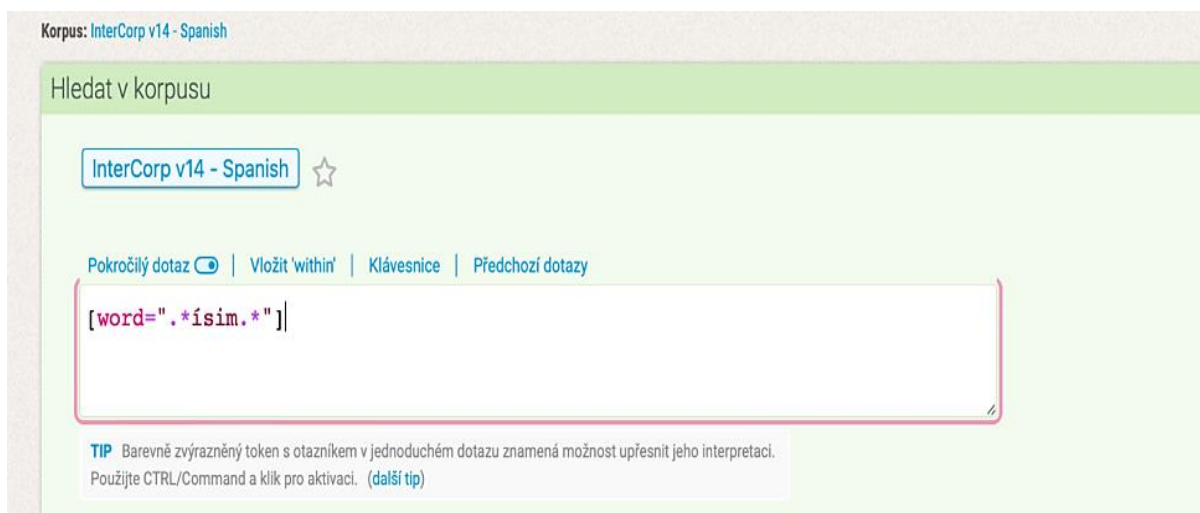 Korpus: InterCorp v14 - Spanish
Hledat v korpusu
InterCorp v14 - Spanish
Pokročilý dotaz | Vložit 'within' | Klávesnice | Předchozí dotazy
[word=".*ísim.*"]
TIP Barevně zvýrazněný token s otazníkem v jednoduchém dotazu znamená možnost upřesnit jeho interpretaci.
Použijte CTRL/Command a klik pro aktivaci. (další tip)